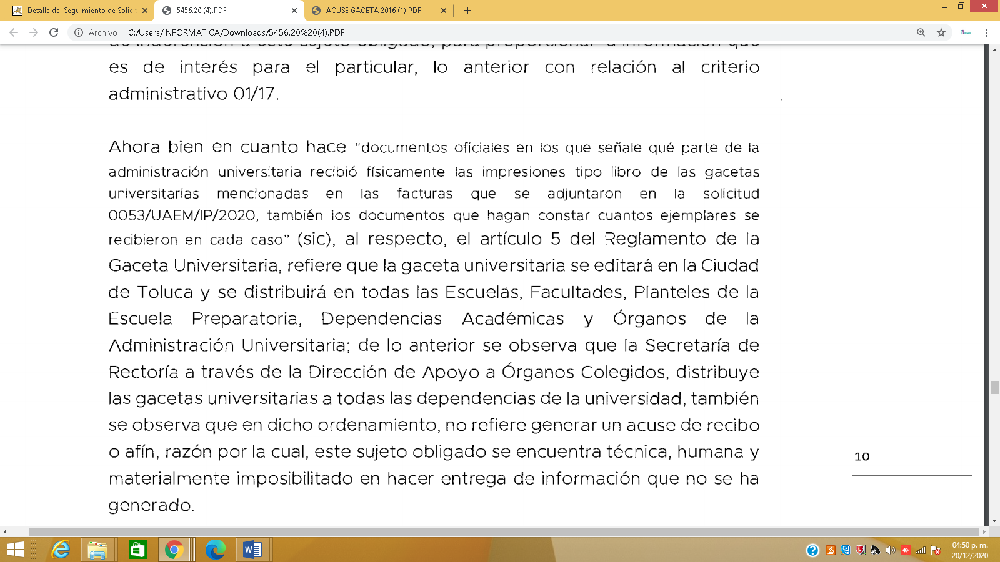 Detalle del Seguimiento de Solicit
5456.20 (4).PDF
ACUSE GACETA 2016 (1).PDF
Archivo
C:/Users/INFORMATICA/Downloads/5456.20%20(4).PDF
de indefensión a este sujeto obligado, para proporcionar la información que
es de interés para el particular, lo anterior con relación al criterio
administrativo 01/17.
Ahora bien en cuanto hace “documentos oficiales en los que señale qué parte de la
administración universitaria recibió físicamente las impresiones tipo libro de las gacetas
universitarias mencionadas en las facturas que se adjuntaron en la solicitud
0053/UAEM/IP/2020, también los documentos que hagan constar cuantos ejemplares se
recibieron en cada caso” (sic), al respecto, el artículo 5 del Reglamento de la
Gaceta Universitaria, refiere que la gaceta universitaria se editará en la Ciudad
de Toluca y se distribuirá en todas las Escuelas, Facultades, Planteles de la
Escuela Preparatoria, Dependencias Académicas y Órganos de la
Administración Universitaria; de lo anterior se observa que la Secretaría de
Rectoría a través de la Dirección de Apoyo a Órganos Colegidos, distribuye
las gacetas universitarias a todas las dependencias de la universidad, también
se observa que en dicho ordenamiento, no refiere generar un acuse de recibo
o afín, razón por la cual, este sujeto obligado se encuentra técnica, humana y
materialmente imposibilitado en hacer entrega de información que no se ha
generado.
10
04:50 p. m.
20/12/2020